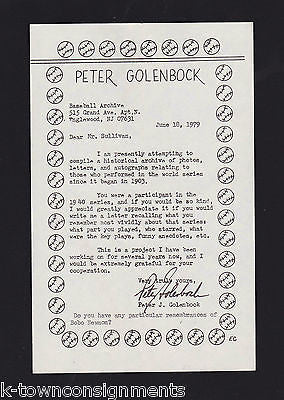 PETER GOLENBOCK
Baseball Archive
515 Grand Ave. Apt.N
Englewood, NJ 07631
June 18, 1979
Dear Mr. Sullivan,
I am presently attempting to
compile a historical archive of photos,
letters, and autographs relating to
those who performed in the world series
since it began in 1903.
You were a participant in the
1940 series, and if you would be so kind
I would greatly appreciate it if you would
write me a letter recalling what you
remember most vividly about that series:
what part you played, who starred, what
were the key plays, funny anecdotes, etc.
This is a project I have been
working on for several years now, and I
would be extremely grateful for your
cooperation.
Very truly yours,
Peter Golenbock
Peter J. Golenbock
Do you have any particular remembrances of
Bobo Newsom?
EG
k-townconsignments